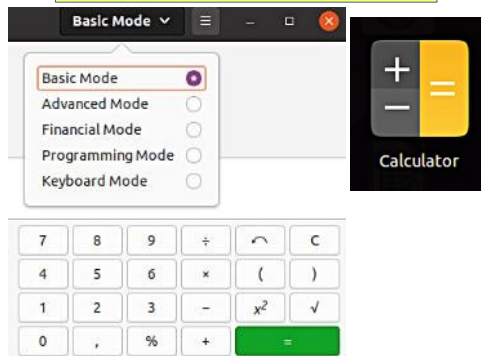 Basic Mode
Basic Mode
Advanced Mode
Financial Mode
Programming Mode
Keyboard Mode
7 8 9 ÷ C
4 5 6 × ( )
1 2 3 − x² √
0 , % + =
+
−
=
Calculator